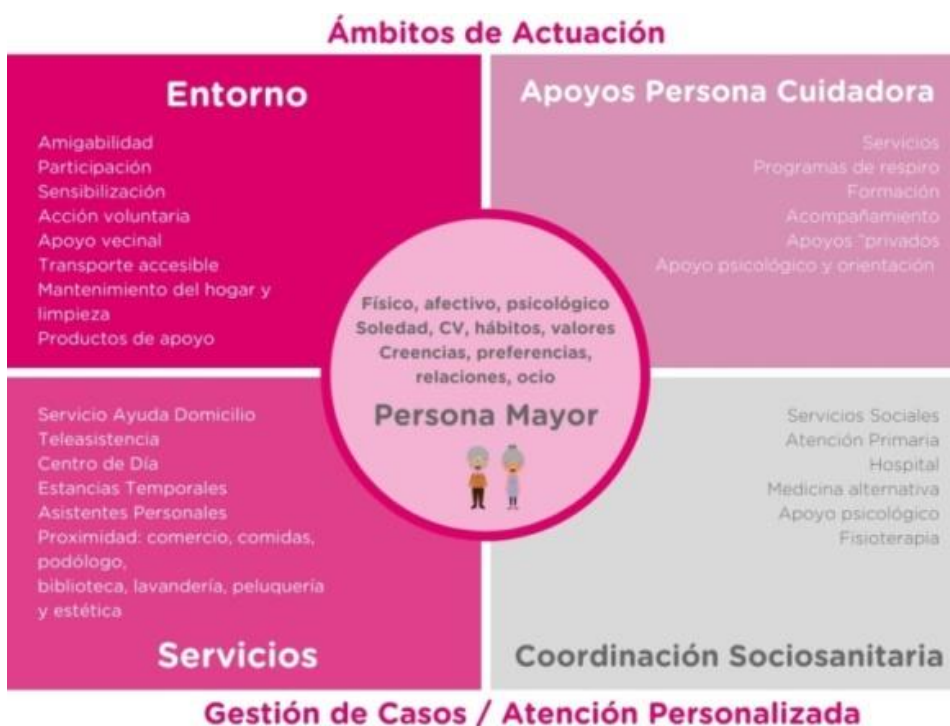 Ámbitos de Actuación
Entorno
Amigabilidad
Participación
Sensibilización
Acción voluntaria
Apoyo vecinal
Transporte accesible
Mantenimiento del hogar y
limpieza
Productos de apoyo
Apoyos Persona Cuidadora
Servicios
Programas de respiro
Formación
Acompañamiento
Apoyos "privados
Apoyo psicológico y orientación
Físico, afectivo, psicológico
Soledad, CV, hábitos, valores
Creencias, preferencias,
relaciones, ocio
Persona Mayor
Servicio Ayuda Domicilio
Teleasistencia
Centro de Día
Estancias Temporales
Asistentes Personales
Proximidad: comercio, comidas,
podólogo,
biblioteca, lavandería, peluquería
y estética
Servicios
Servicios Sociales
Atención Primaria
Hospital
Medicina alternativa
Apoyo psicológico
Fisioterapia
Coordinación Sociosanitaria
Gestión de Casos / Atención Personalizada